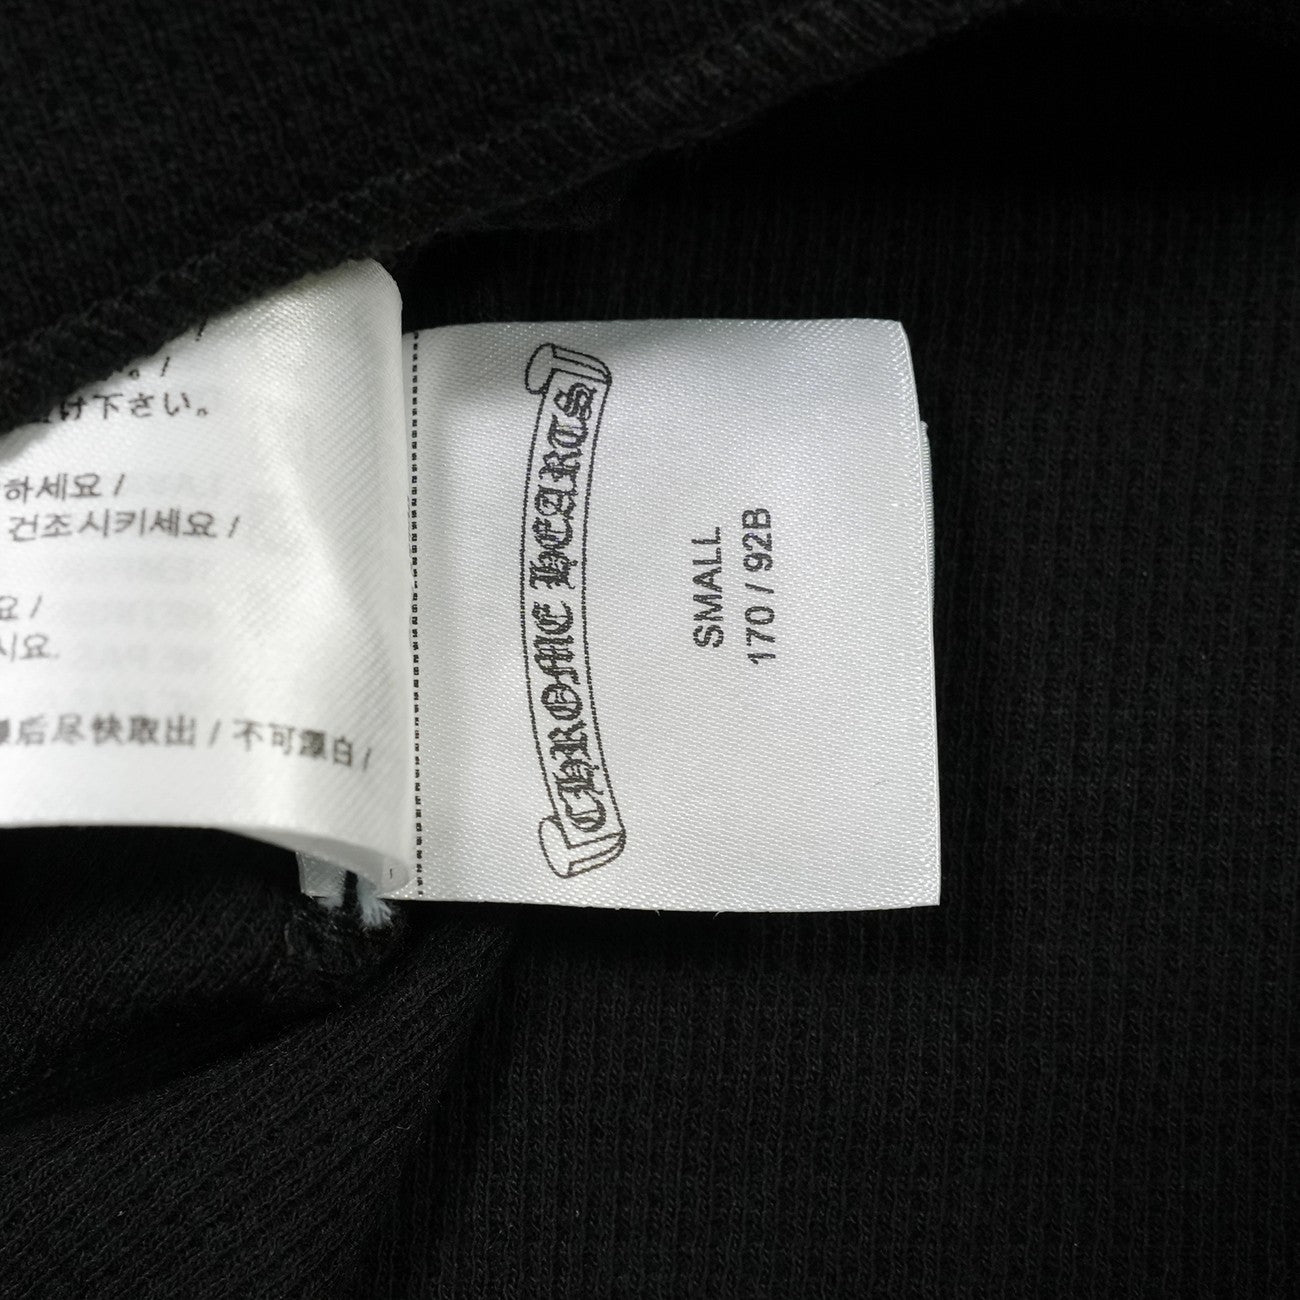 。/
け下さい。
하세요 /
건조시키세요 /
요 /
시요.
后尽快取出 / 不可漂白 /
CHROME HEARTS
SMALL
170 / 92B